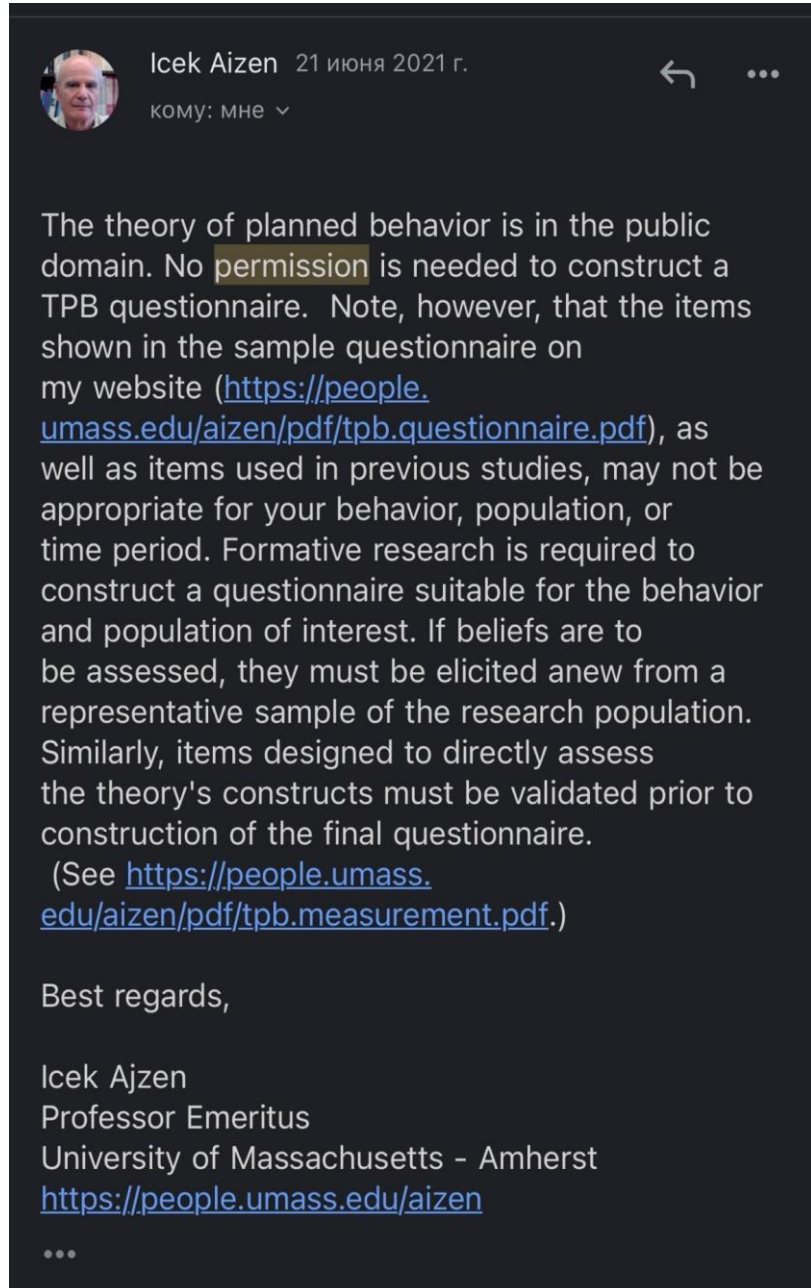 Icek Aizen 21 июня 2021 г.
кому: мне
The theory of planned behavior is in the public
domain. No permission is needed to construct a
TPB questionnaire.  Note, however, that the items
shown in the sample questionnaire on
my website (https://people.
umass.edu/aizen/pdf/tpb.questionnaire.pdf), as
well as items used in previous studies, may not be
appropriate for your behavior, population, or
time period. Formative research is required to
construct a questionnaire suitable for the behavior
and population of interest. If beliefs are to
be assessed, they must be elicited anew from a
representative sample of the research population.
Similarly, items designed to directly assess
the theory's constructs must be validated prior to
construction of the final questionnaire.
(See https://people.umass.
edu/aizen/pdf/tpb.measurement.pdf.)
Best regards,
Icek Ajzen
Professor Emeritus
University of Massachusetts - Amherst
https://people.umass.edu/aizen